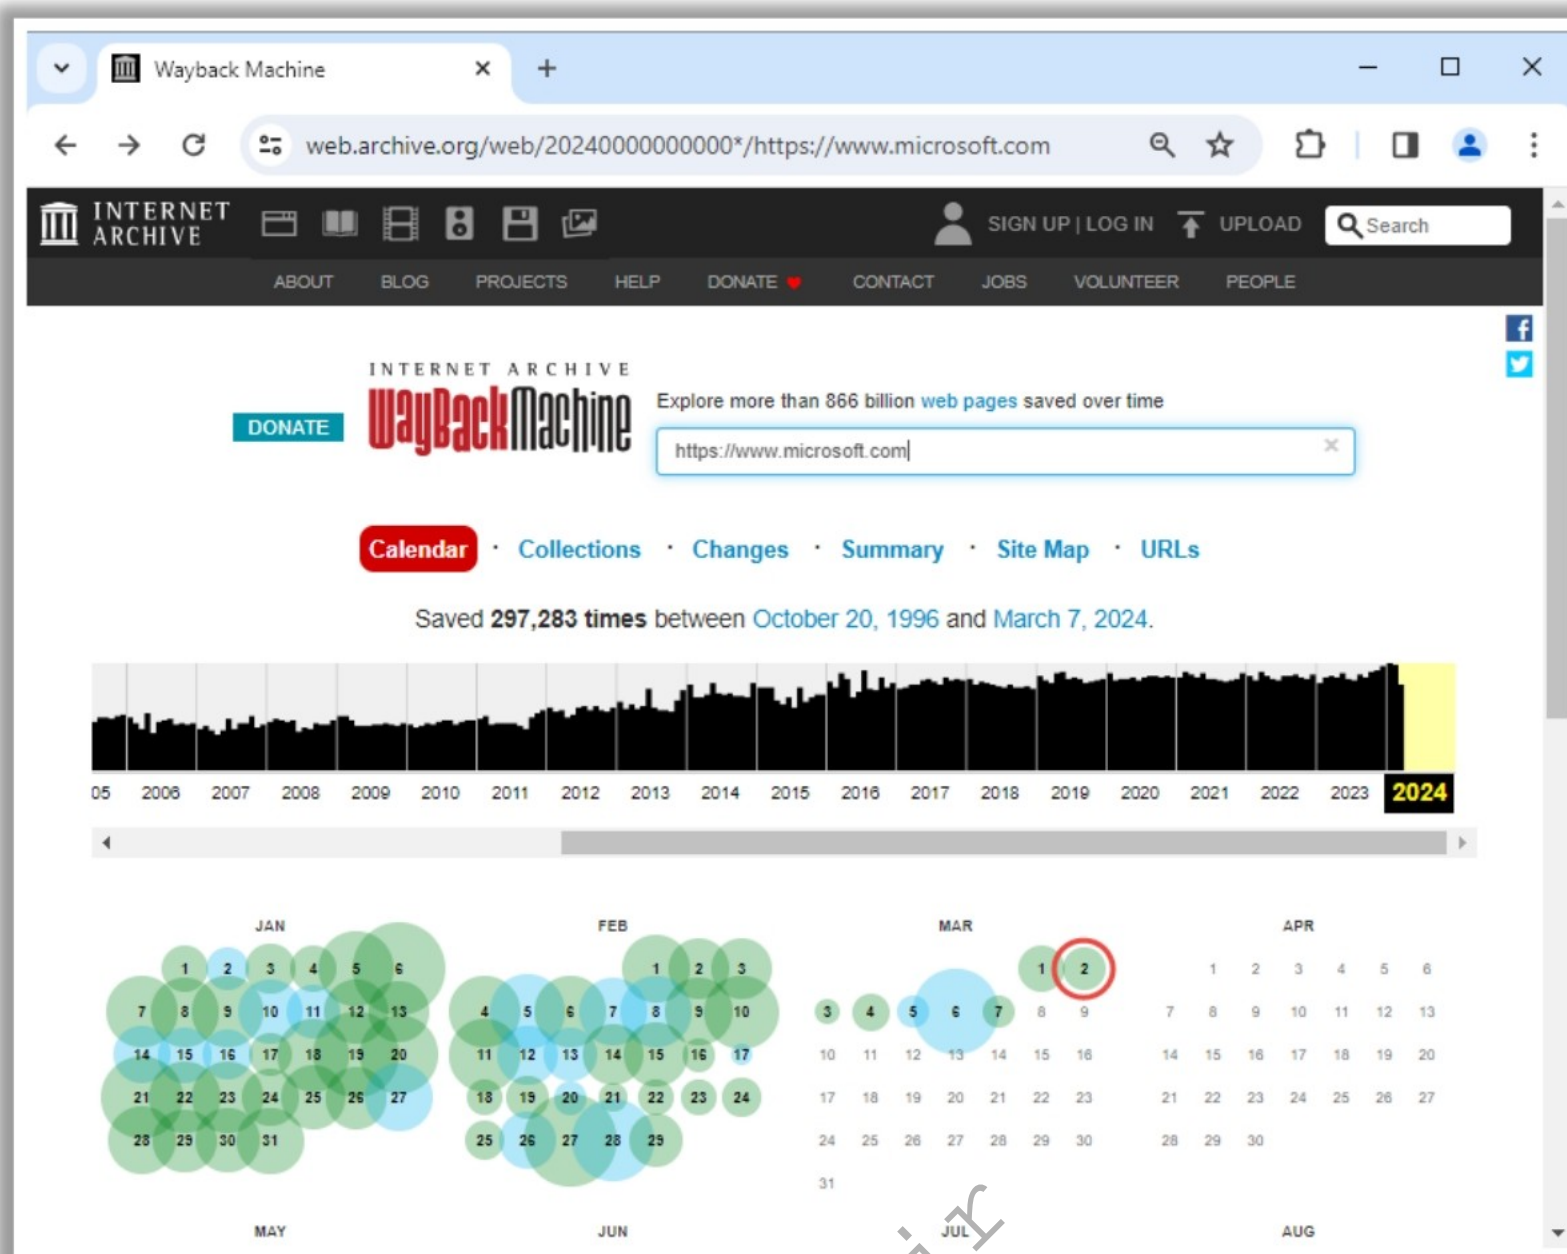 Wayback Machine
web.archive.org/web/20240000000000*/https://www.microsoft.com
INTERNET ARCHIVE
SIGN UP | LOG IN UPLOAD Search
ABOUT BLOG PROJECTS HELP DONATE CONTACT JOBS VOLUNTEER PEOPLE
INTERNET ARCHIVE
WayBackMachine
DONATE
Explore more than 866 billion web pages saved over time
https://www.microsoft.com
Calendar · Collections · Changes · Summary · Site Map · URLs
Saved 297,283 times between October 20, 1996 and March 7, 2024.
05 2006 2007 2008 2009 2010 2011 2012 2013 2014 2015 2016 2017 2018 2019 2020 2021 2022 2023 2024
JAN FEB MAR APR
1 2 3 4 5 6 1 2 3 1 2 1 2 3 4 5 6
7 8 9 10 11 12 13 4 5 6 7 8 9 10 3 4 5 6 7 8 9 7 8 9 10 11 12 13
14 15 16 17 18 19 20 11 12 13 14 15 16 17 10 11 12 13 14 15 16 14 15 16 17 18 19 20
21 22 23 24 25 26 27 18 19 20 21 22 23 24 17 18 19 20 21 22 23 21 22 23 24 25 26 27
28 29 30 31 25 26 27 28 29 24 25 26 27 28 29 30 28 29 30
31
MAY JUN JUL AUG